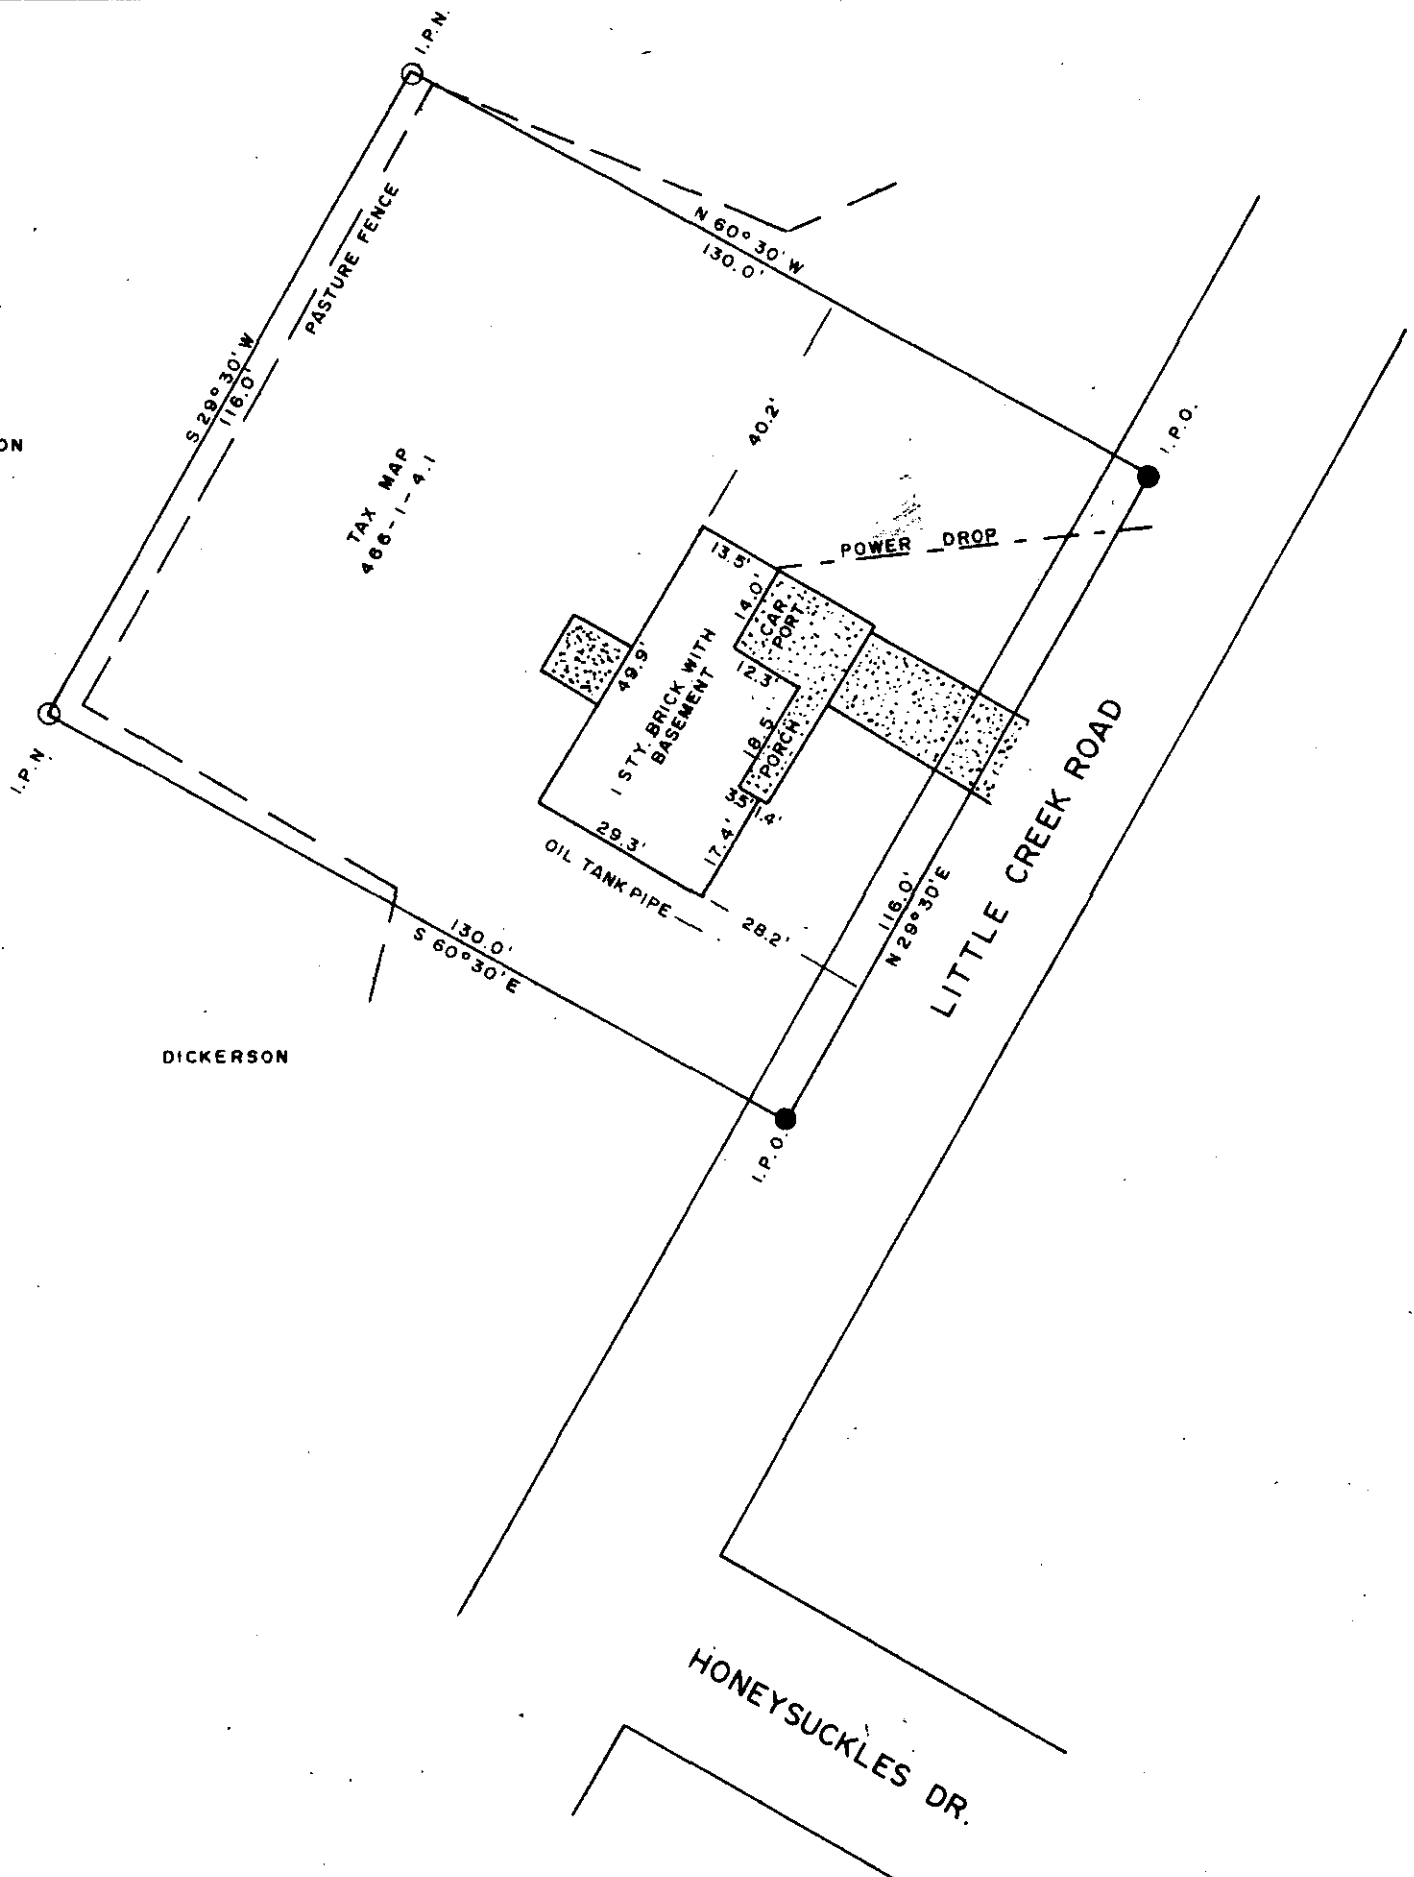 I.P.N.
N 60° 30' W
130.0'
PASTURE FENCE
S 29° 30' W
116.0'
ON
40.2'
I.P.O.
TAX MAP
466-1-4.1
POWER DROP
13.5'
14.0'
CAR
PORT
12.3'
49.9'
1 STY. BRICK WITH
BASEMENT
18.5'
PORCH
3.5'
1.4'
17.4'
29.3'
OIL TANK PIPE
28.2'
116.0'
N 29° 30' E
LITTLE CREEK ROAD
I.P.N.
130.0'
S 60° 30' E
DICKERSON
I.P.O.
HONEYSUCKLES DR.